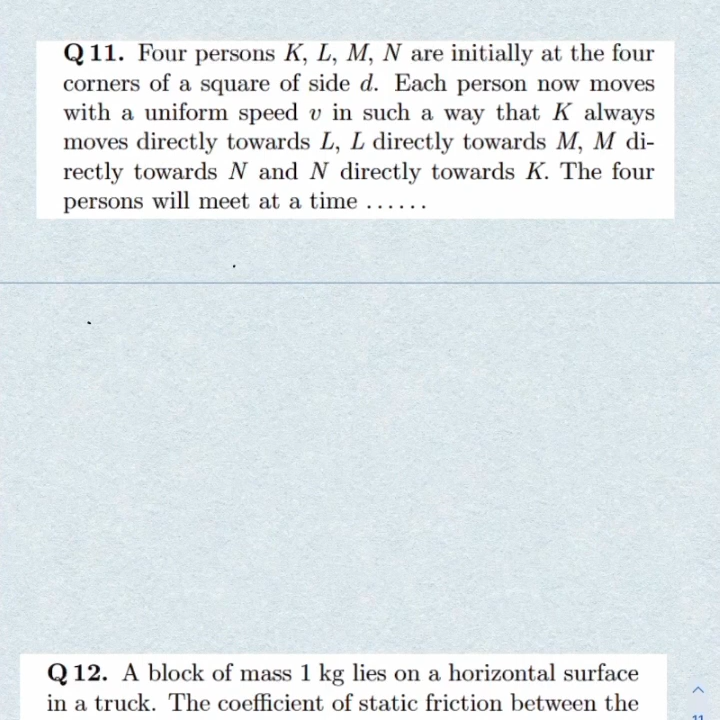 Q 11. Four persons K, L, M, N are initially at the four
corners of a square of side d. Each person now moves
with a uniform speed v in such a way that K always
moves directly towards L, L directly towards M, M di-
rectly towards N and N directly towards K. The four
persons will meet at a time ......
Q 12. A block of mass 1 kg lies on a horizontal surface
in a truck. The coefficient of static friction between the
11